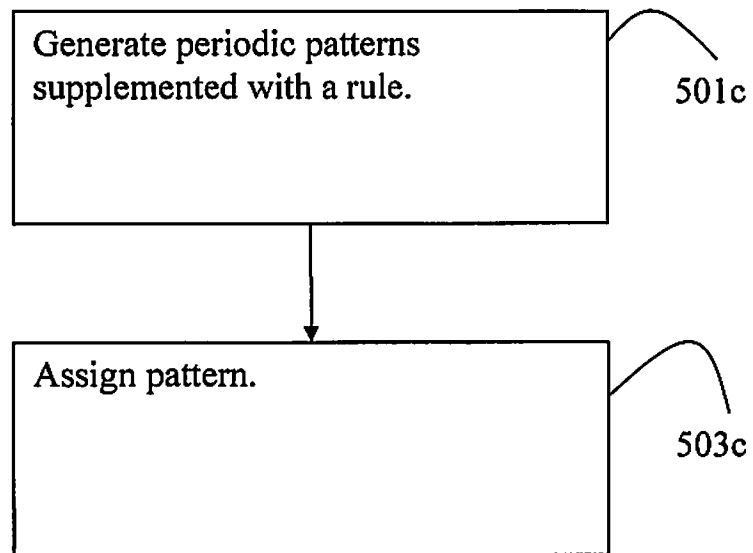 Generate periodic patterns
supplemented with a rule.
501c
Assign pattern.
503c